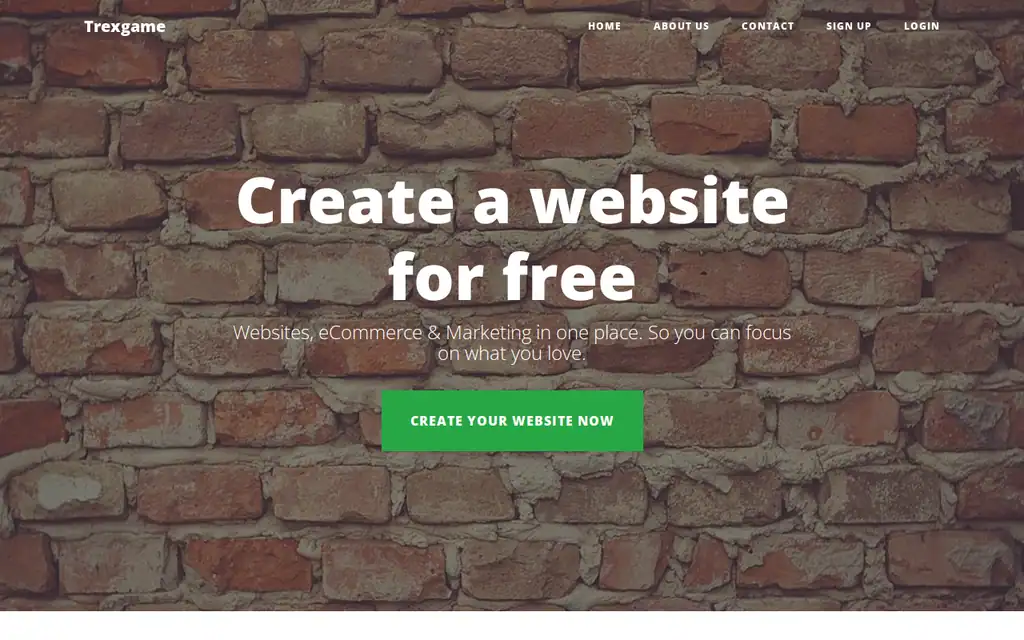 Trexgame
HOME
ABOUT US
CONTACT
SIGN UP
LOGIN
Create a website
for free
Websites, eCommerce & Marketing in one place. So you can focus
on what you love.
CREATE YOUR WEBSITE NOW